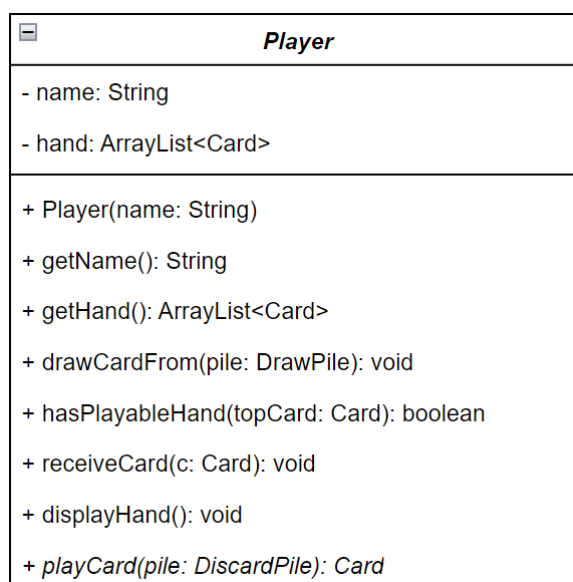 Player
- name: String
- hand: ArrayList<Card>
+ Player(name: String)
+ getName(): String
+ getHand(): ArrayList<Card>
+ drawCardFrom(pile: DrawPile): void
+ hasPlayableHand(topCard: Card): boolean
+ receiveCard(c: Card): void
+ displayHand(): void
+ playCard(pile: DiscardPile): Card